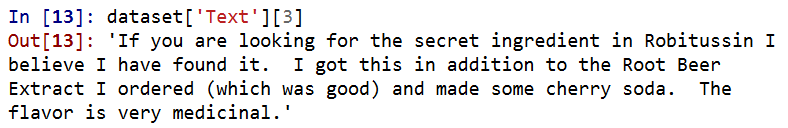 In [13]: dataset['Text'][3]
Out[13]: 'If you are looking for the secret ingredient in Robitussin I
believe I have found it.  I got this in addition to the Root Beer
Extract I ordered (which was good) and made some cherry soda.  The
flavor is very medicinal.'